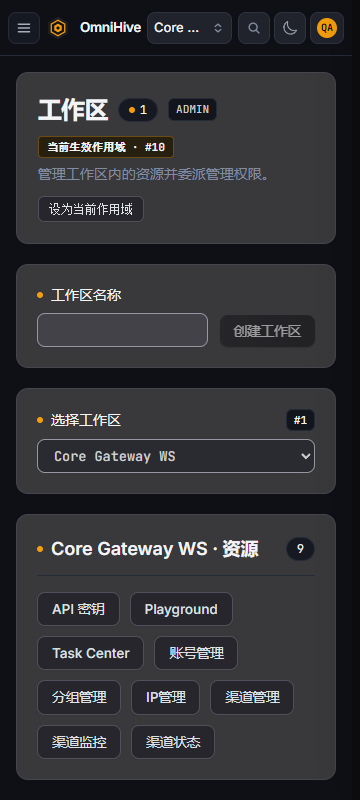 OmniHive Core ... QA
工作区 1 ADMIN
当前生效作用域 · #10
管理工作区内的资源并委派管理权限。
设为当前作用域
工作区名称
创建工作区
选择工作区 #1
Core Gateway WS
Core Gateway WS · 资源 9
API 密钥 Playground
Task Center 账号管理
分组管理 IP管理 渠道管理
渠道监控 渠道状态